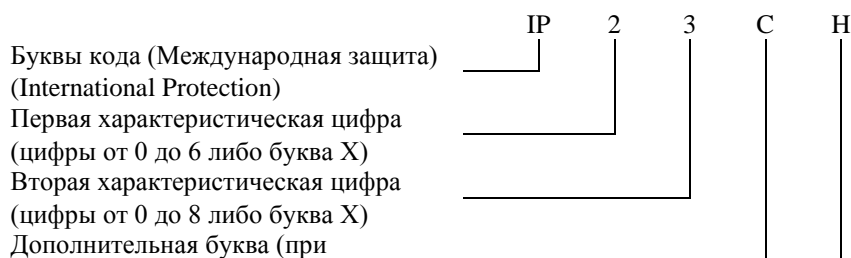 IP 2 3 C H
Буквы кода (Международная защита)
(International Protection)
Первая характеристическая цифра
(цифры от 0 до 6 либо буква X)
Вторая характеристическая цифра
(цифры от 0 до 8 либо буква X)
Дополнительная буква (при